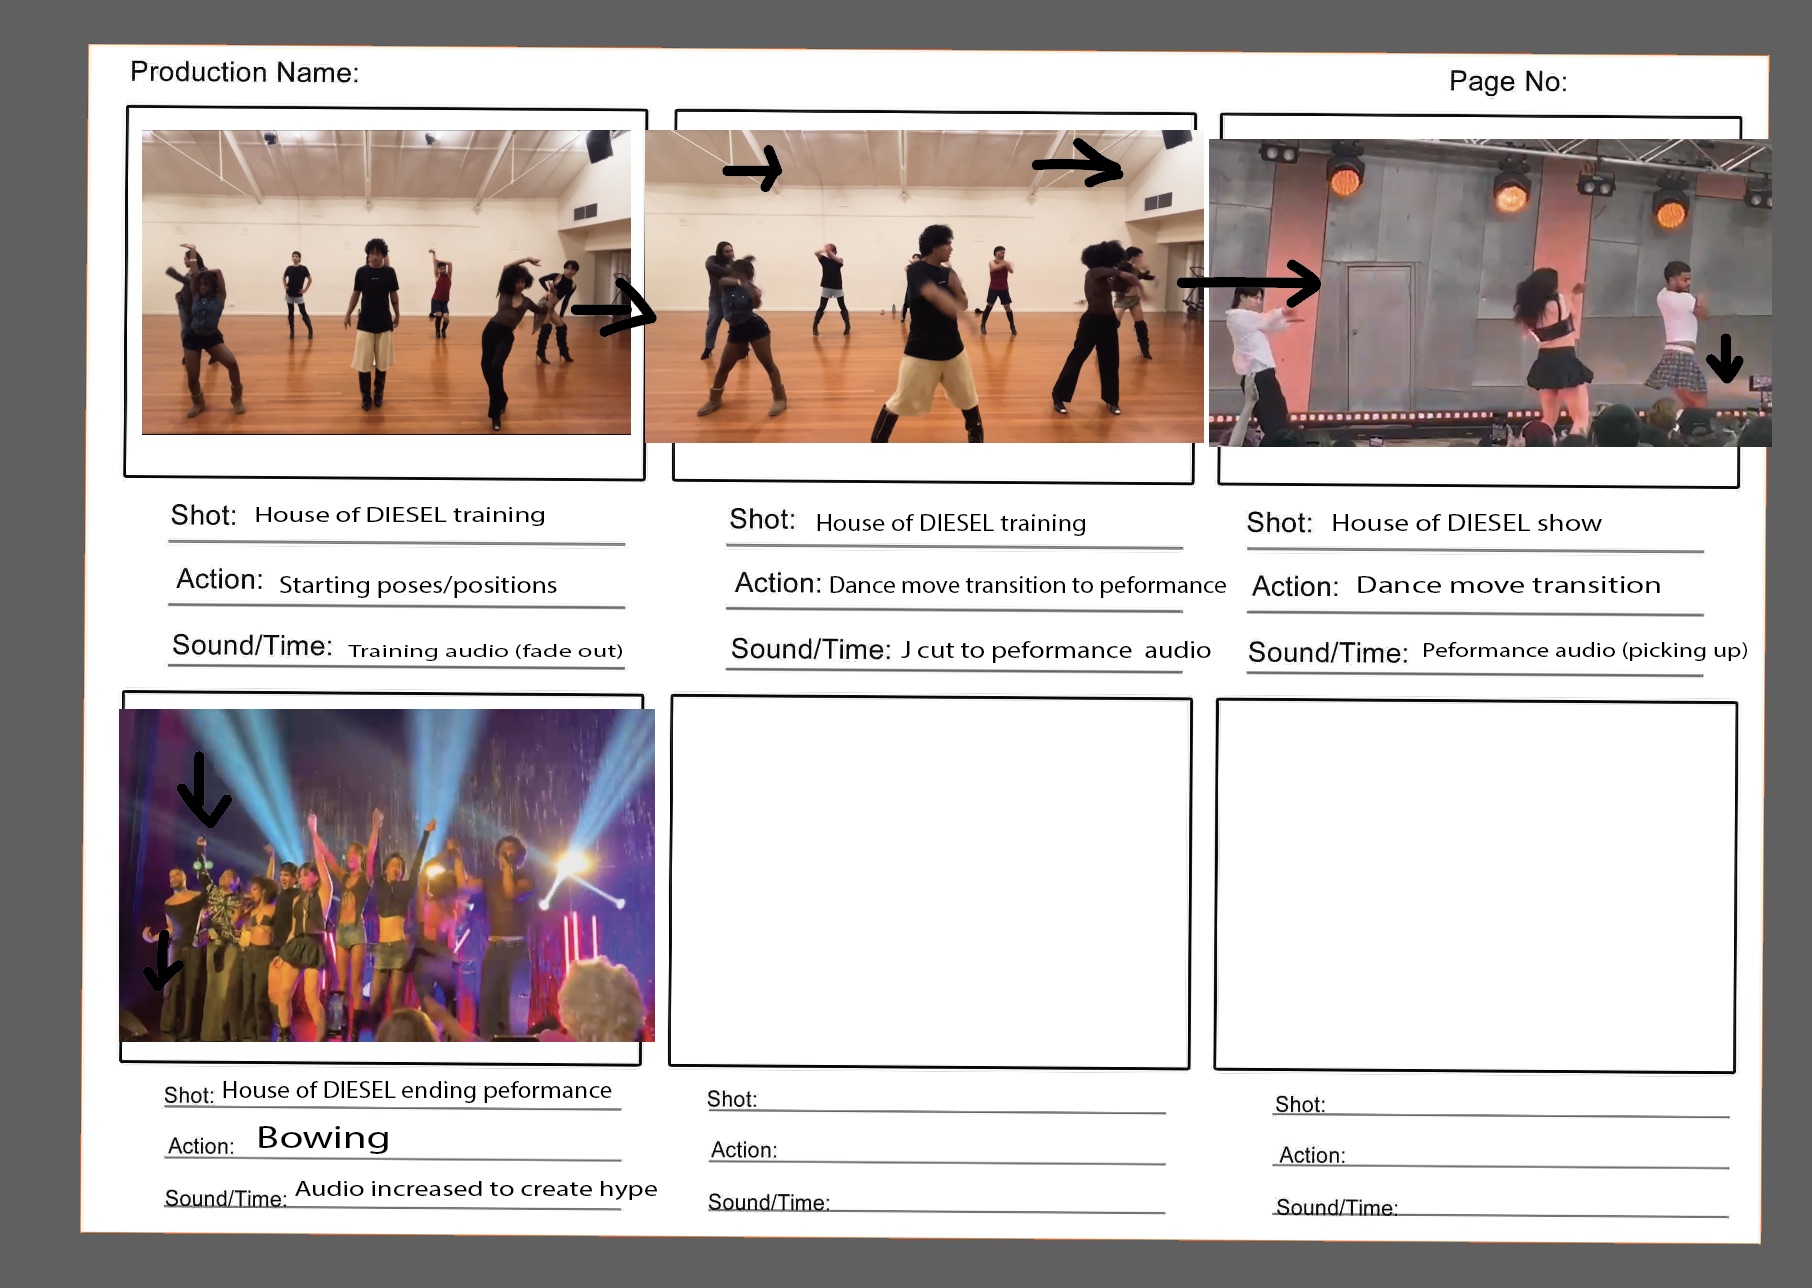 Production Name:
Page No:
Shot: House of DIESEL training
Action: Starting poses/positions
Sound/Time: Training audio (fade out)
Shot: House of DIESEL training
Action: Dance move transition to peformance
Sound/Time: J cut to peformance audio
Shot: House of DIESEL show
Action: Dance move transition
Sound/Time: Peformance audio (picking up)
Shot: House of DIESEL ending peformance
Action: Bowing
Sound/Time: Audio increased to create hype
Shot:
Action:
Sound/Time:
Shot:
Action:
Sound/Time: